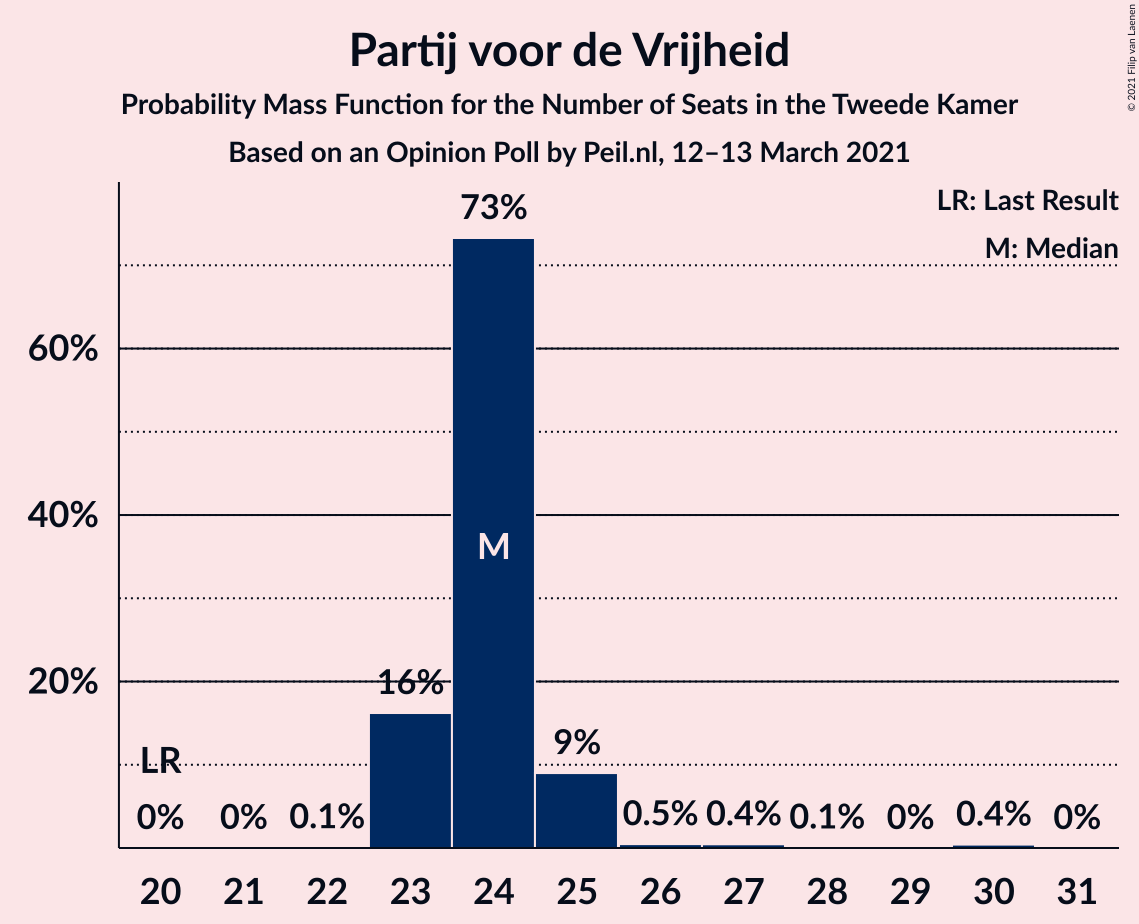 Partij voor de Vrijheid
Probability Mass Function for the Number of Seats in the Tweede Kamer
Based on an Opinion Poll by Peil.nl, 12–13 March 2021
© 2021 Filip van Laenen
LR: Last Result
M: Median
73%
60%
40%
M
20%
16%
9%
LR
0% 0% 0.1% 0.5% 0.4% 0.1% 0% 0.4% 0%
20 21 22 23 24 25 26 27 28 29 30 31